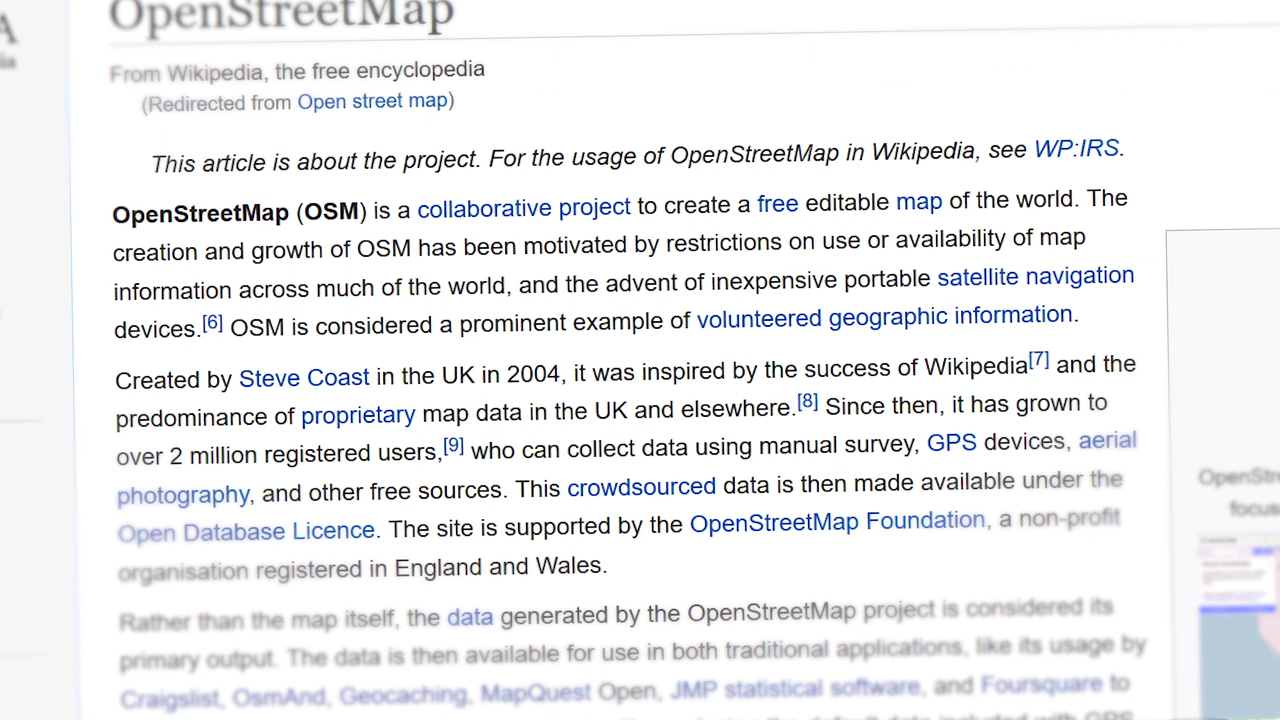 OpenStreetMap
From Wikipedia, the free encyclopedia
(Redirected from Open street map)
This article is about the project. For the usage of OpenStreetMap in Wikipedia, see WP:IRS.
OpenStreetMap (OSM) is a collaborative project to create a free editable map of the world. The
creation and growth of OSM has been motivated by restrictions on use or availability of map
information across much of the world, and the advent of inexpensive portable satellite navigation
devices.[6] OSM is considered a prominent example of volunteered geographic information.
Created by Steve Coast in the UK in 2004, it was inspired by the success of Wikipedia[7] and the
predominance of proprietary map data in the UK and elsewhere.[8] Since then, it has grown to
over 2 million registered users,[9] who can collect data using manual survey, GPS devices, aerial
photography, and other free sources. This crowdsourced data is then made available under the
Open Database Licence. The site is supported by the OpenStreetMap Foundation, a non-profit
organisation registered in England and Wales.
Rather than the map itself, the data generated by the OpenStreetMap project is considered its
primary output. The data is then available for use in both traditional applications, like its usage by
Craigslist, OsmAnd, Geocaching, MapQuest Open, JMP statistical software, and Foursquare to